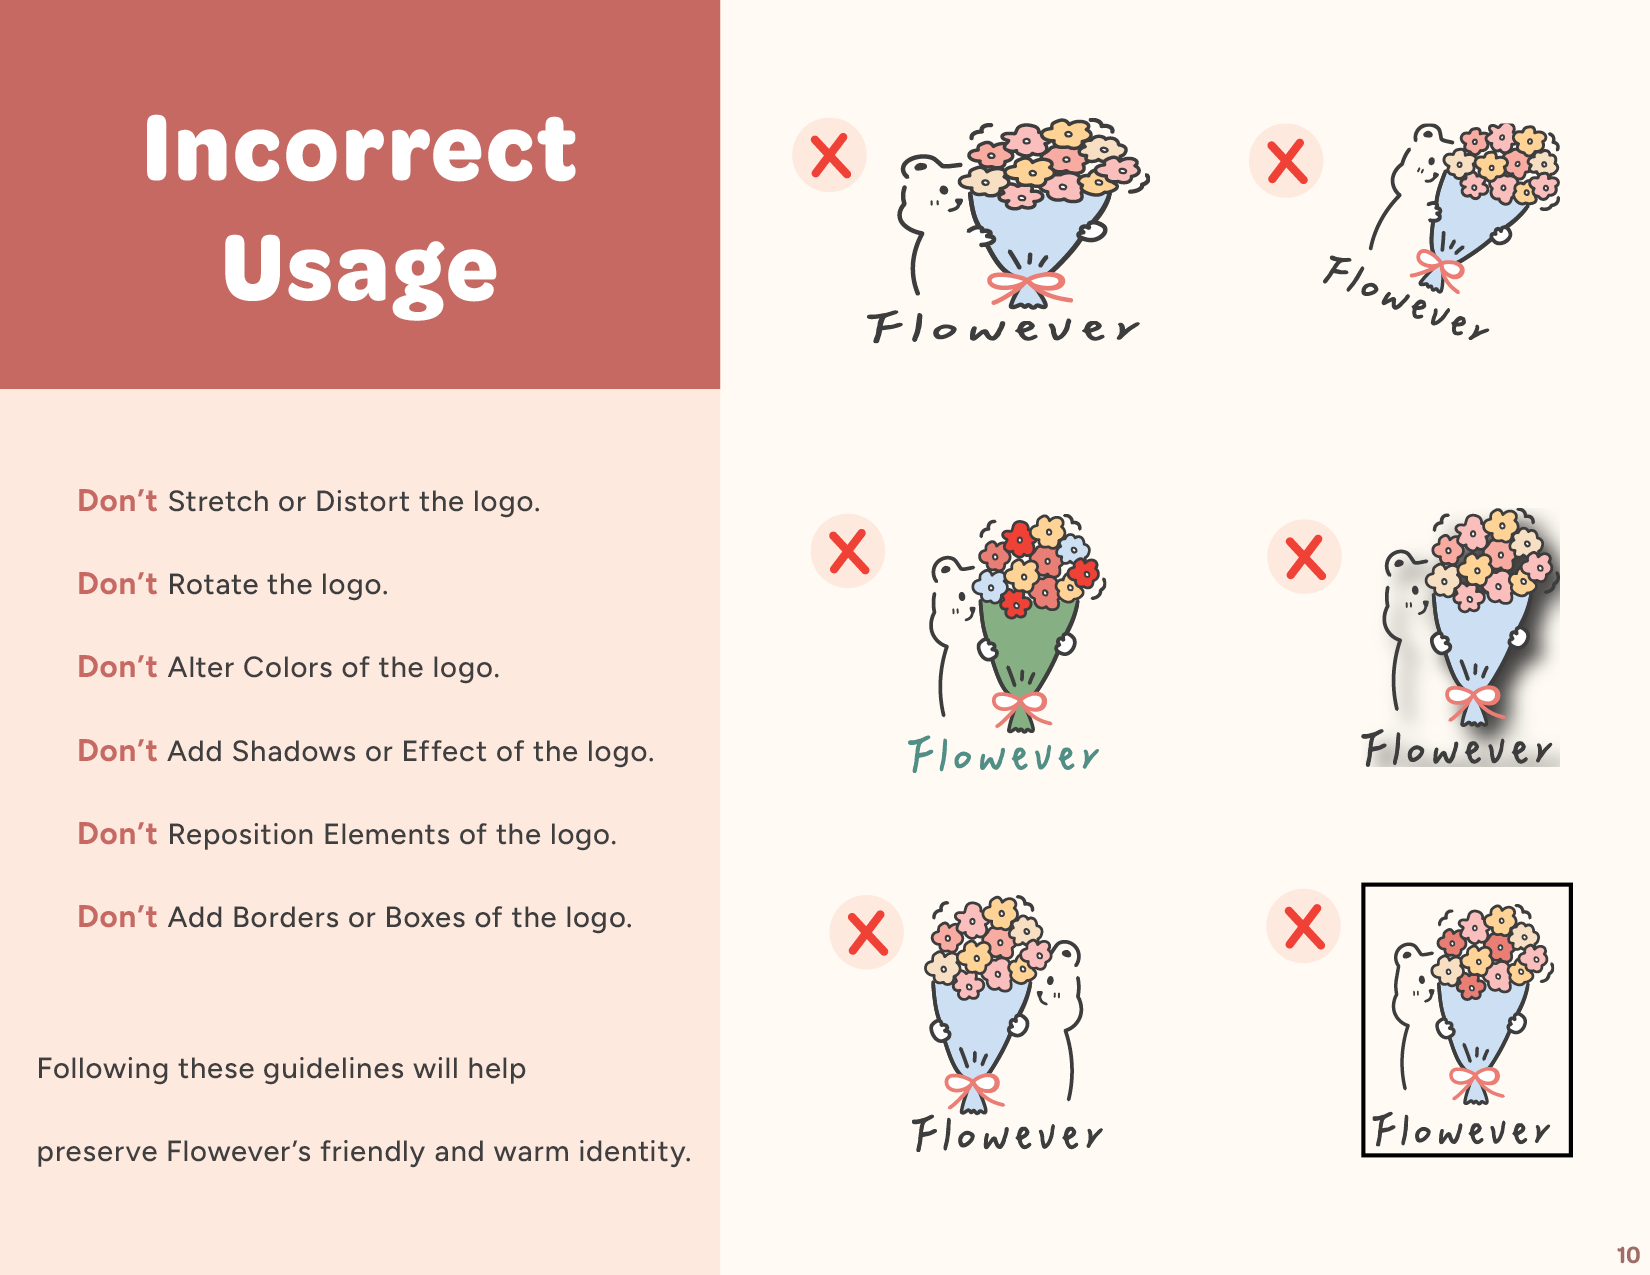 Incorrect
Usage
Don’t Stretch or Distort the logo.
Don’t Rotate the logo.
Don’t Alter Colors of the logo.
Don’t Add Shadows or Effect of the logo.
Don’t Reposition Elements of the logo.
Don’t Add Borders or Boxes of the logo.
Following these guidelines will help
preserve Flowever’s friendly and warm identity.
Flowever
Flowever
Flowever
Flowever
Flowever
Flowever
10